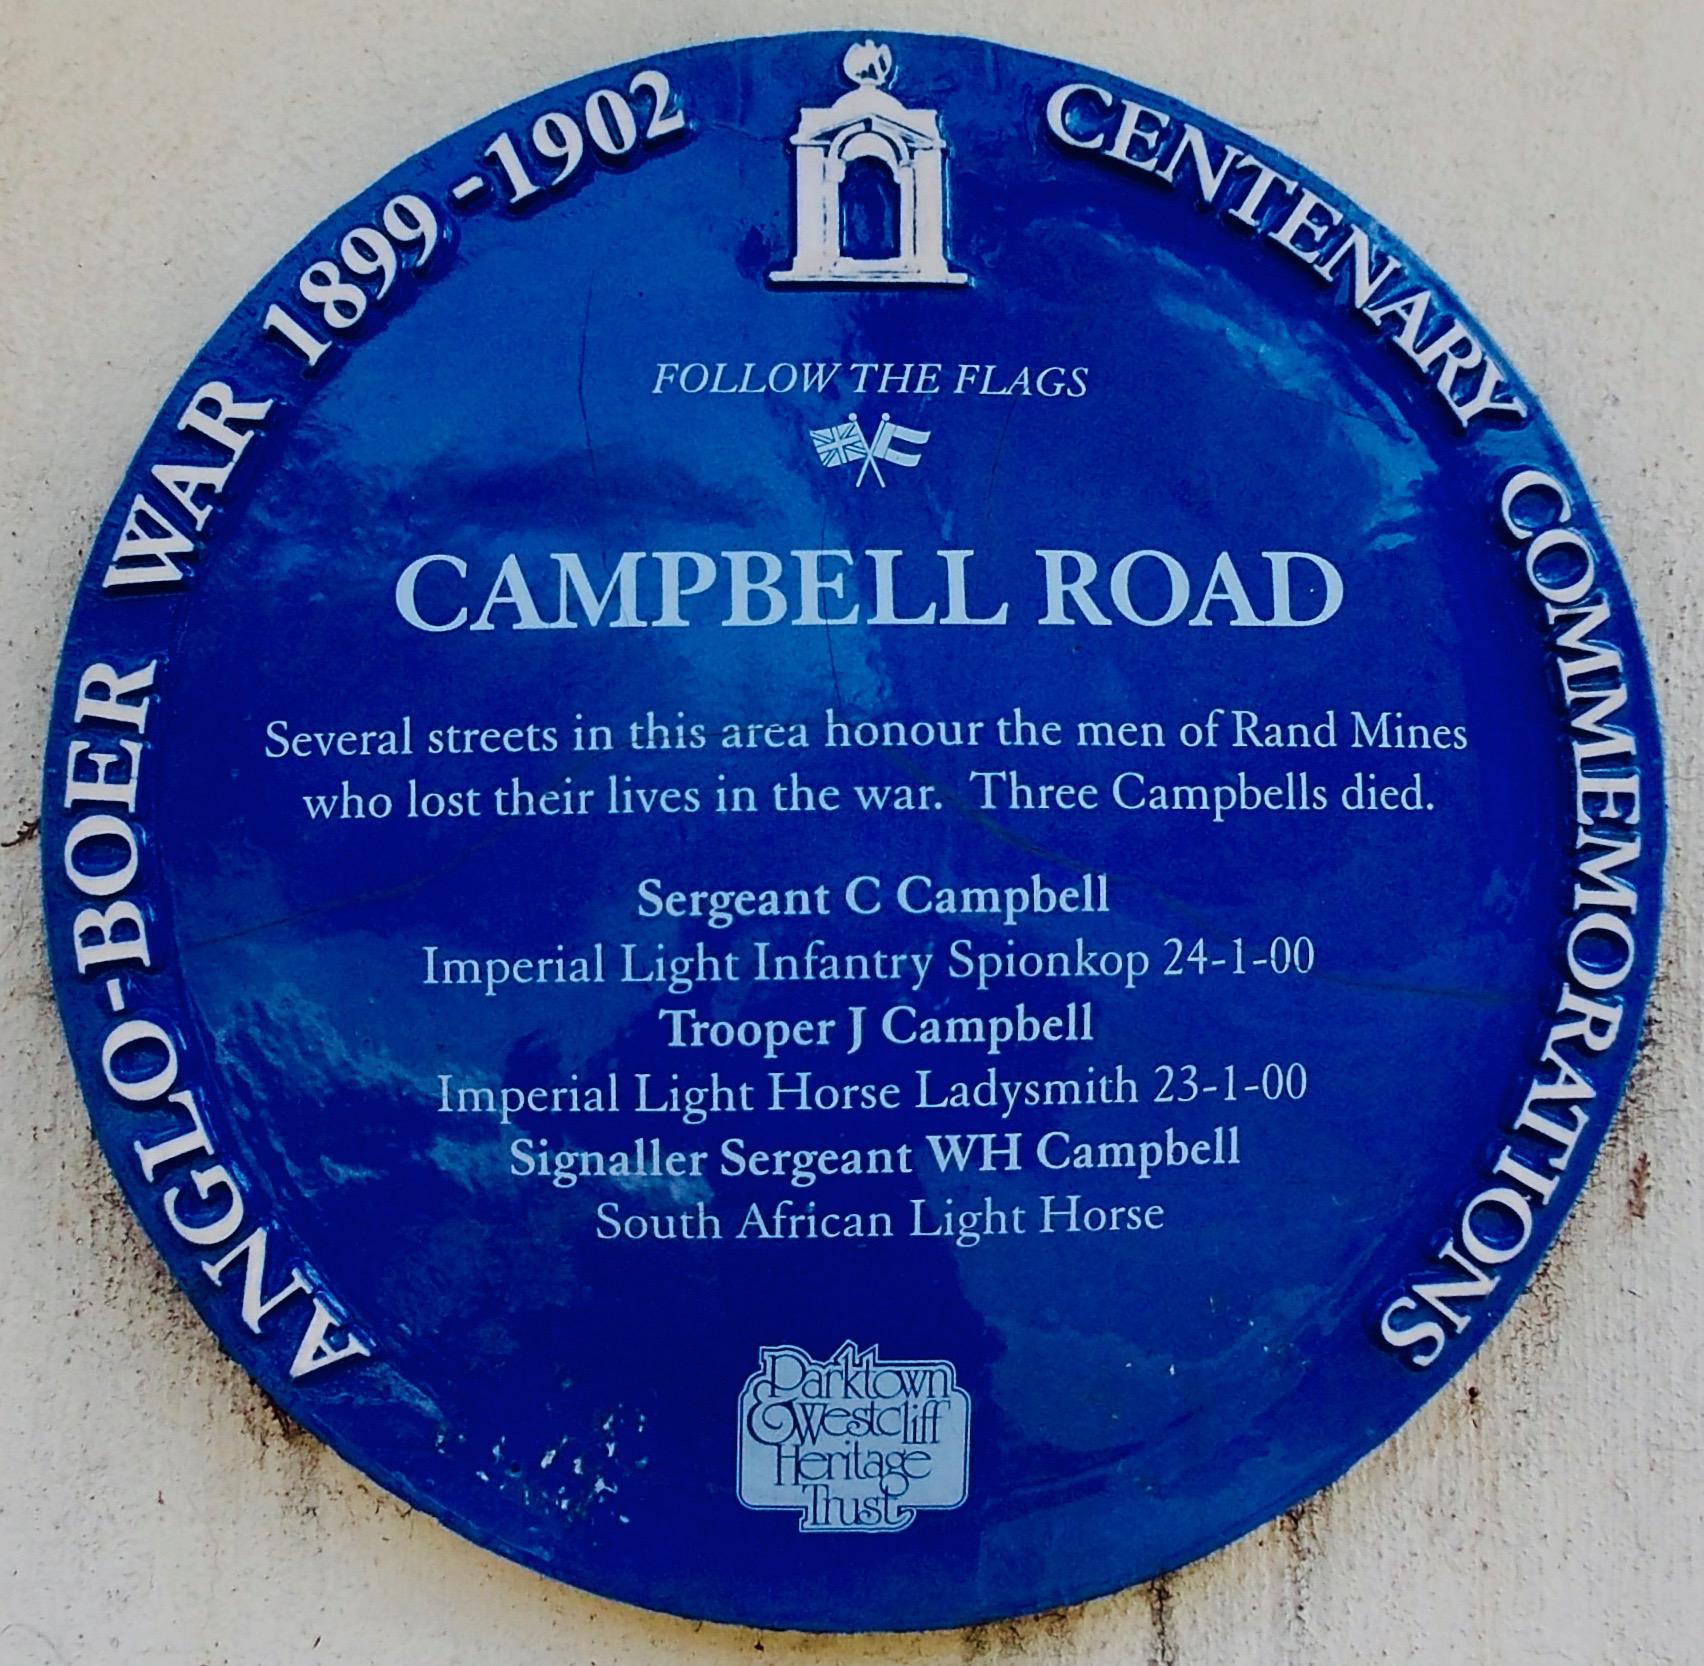 ANGLO-BOER WAR 1899-1902
CENTENARY COMMEMORATIONS
FOLLOW THE FLAGS
CAMPBELL ROAD
Several streets in this area honour the men of Rand Mines
who lost their lives in the war. Three Campbells died.
Sergeant C Campbell
Imperial Light Infantry Spionkop 24-1-00
Trooper J Campbell
Imperial Light Horse Ladysmith 23-1-00
Signaller Sergeant WH Campbell
South African Light Horse
Parktown
& Westcliff
Heritage
Trust